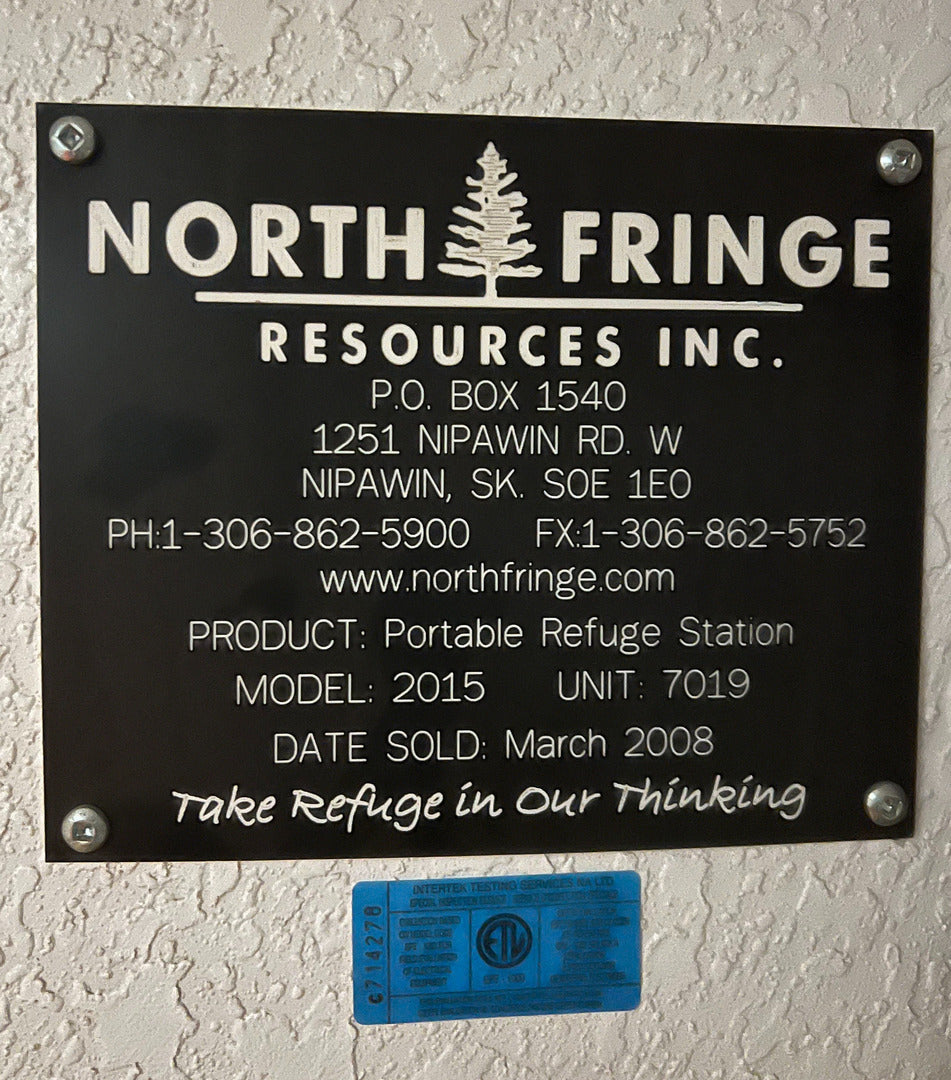 NORTH FRINGE
RESOURCES INC.
P.O. BOX 1540
1251 NIPAWIN RD. W
NIPAWIN, SK. S0E 1E0
PH:1-306-862-5900 FX:1-306-862-5752
www.northfringe.com
PRODUCT: Portable Refuge Station
MODEL: 2015 UNIT: 7019
DATE SOLD: March 2008
Take Refuge in Our Thinking
INTERTEK TESTING SERVICES NA LTD.
C714278